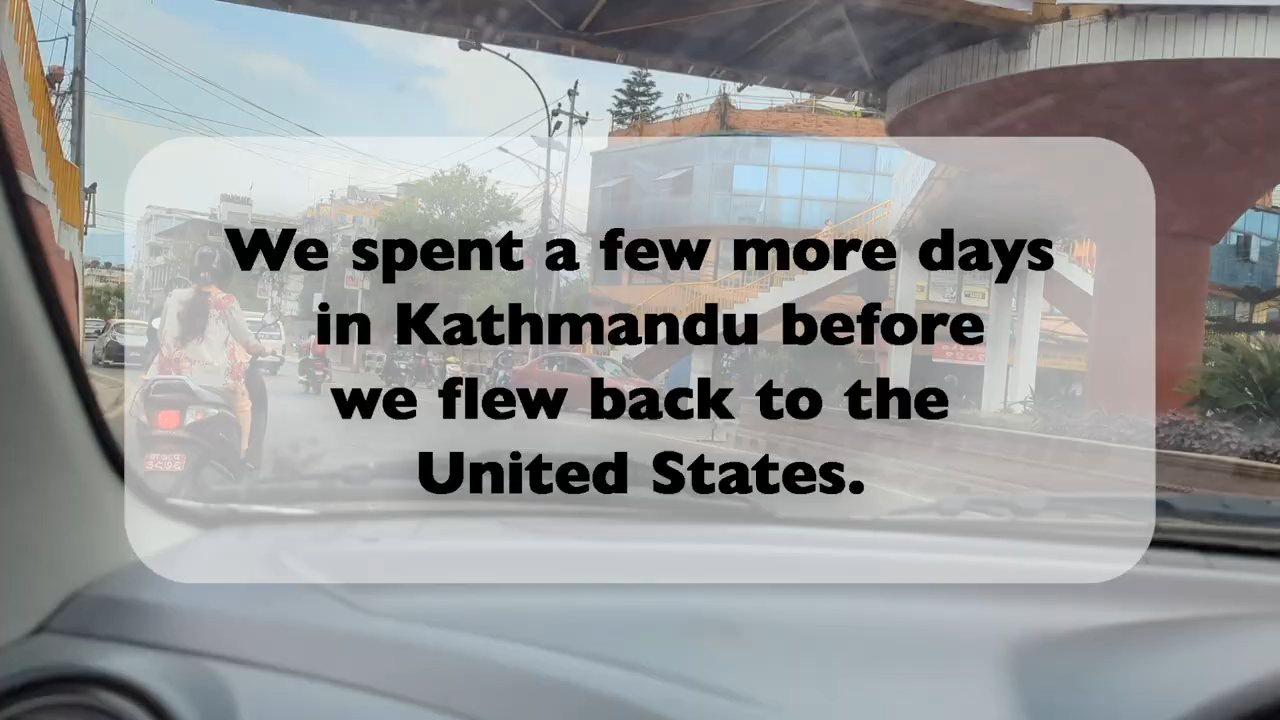 We spent a few more days
in Kathmandu before
we flew back to the
United States.